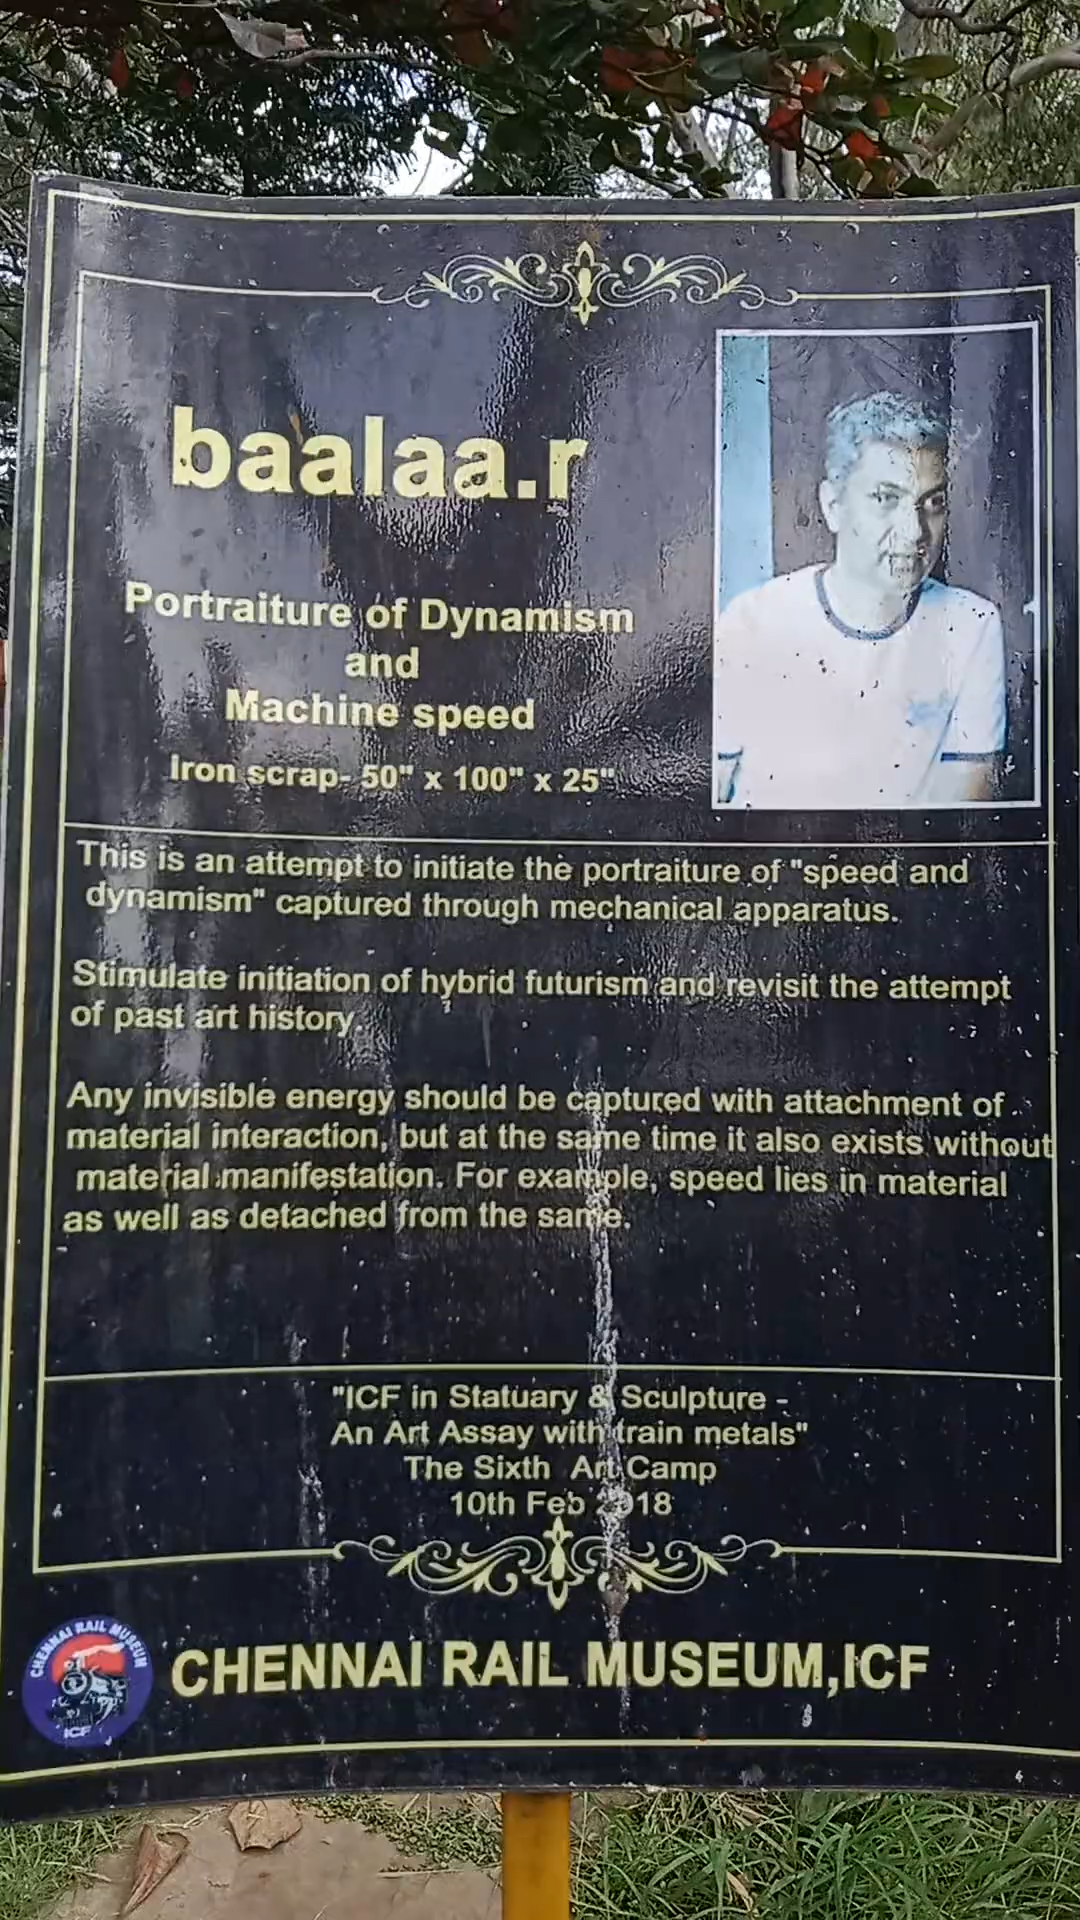 baalaa.r
Portraiture of Dynamism
and
Machine speed
Iron scrap- 50" x 100" x 25"
This is an attempt to initiate the portraiture of "speed and
dynamism" captured through mechanical apparatus.
Stimulate initiation of hybrid futurism and revisit the attempt
of past art history.
Any invisible energy should be captured with attachment of
material interaction, but at the same time it also exists without
material manifestation. For example, speed lies in material
as well as detached from the same.
"ICF in Statuary & Sculpture -
An Art Assay with train metals"
The Sixth Art Camp
10th Feb 2018
CHENNAI RAIL MUSEUM
ICF
CHENNAI RAIL MUSEUM,ICF